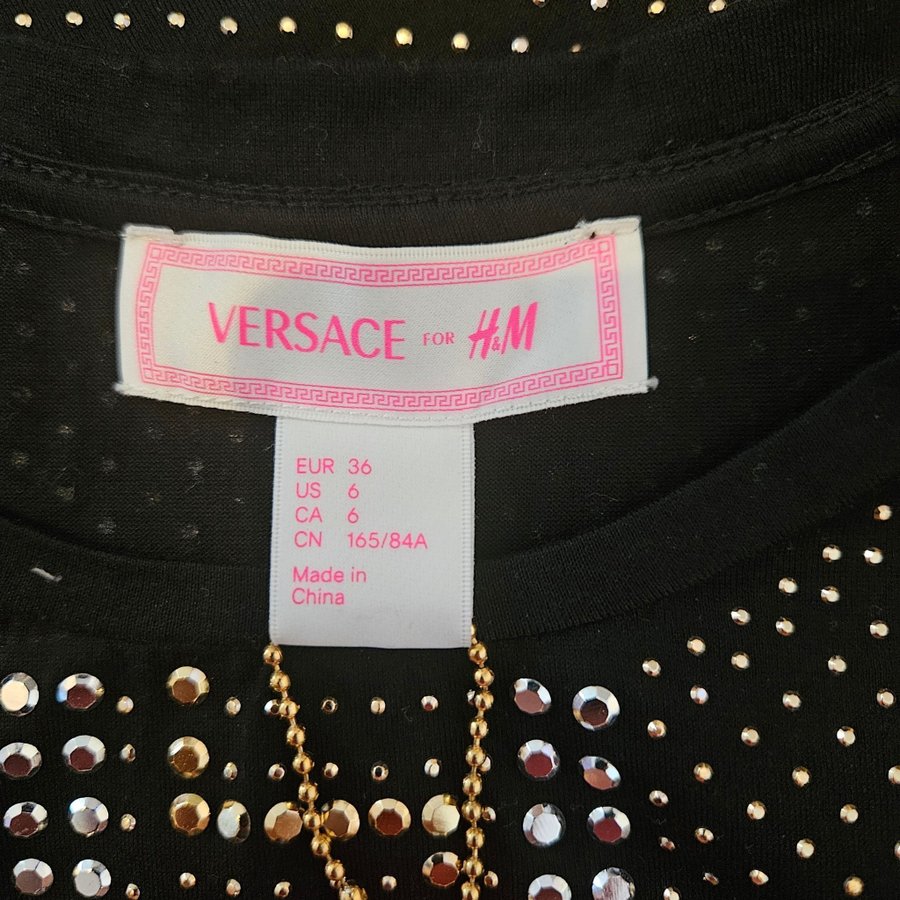 VERSACE FOR H&M
EUR 36
US 6
CA 6
CN 165/84A
Made in
China